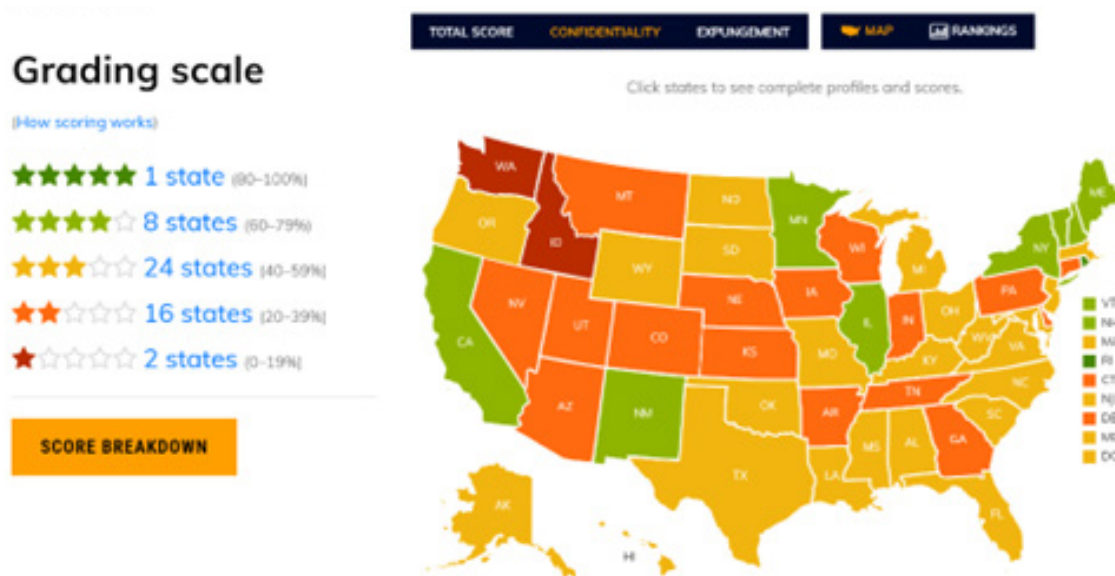 TOTAL SCORE CONFIDENTIALITY EXPUNGEMENT MAP RANKINGS
Grading scale
(How scoring works)
Click states to see complete profiles and scores.
1 state (80–100%)
8 states (60–79%)
24 states (40–59%)
16 states (20–39%)
2 states (0–19%)
SCORE BREAKDOWN
WA
MT
ND
MN
ME
OR
ID
SD
WI
NY
WY
MI
NV
NE
IA
PA
CA
UT
CO
KS
IL
IN
OH
MO
KY
WV
VA
AZ
NM
OK
AR
TN
NC
TX
MS
AL
GA
SC
LA
AK
FL
HI
VT
NH
RI
CT
NJ
DE
DC